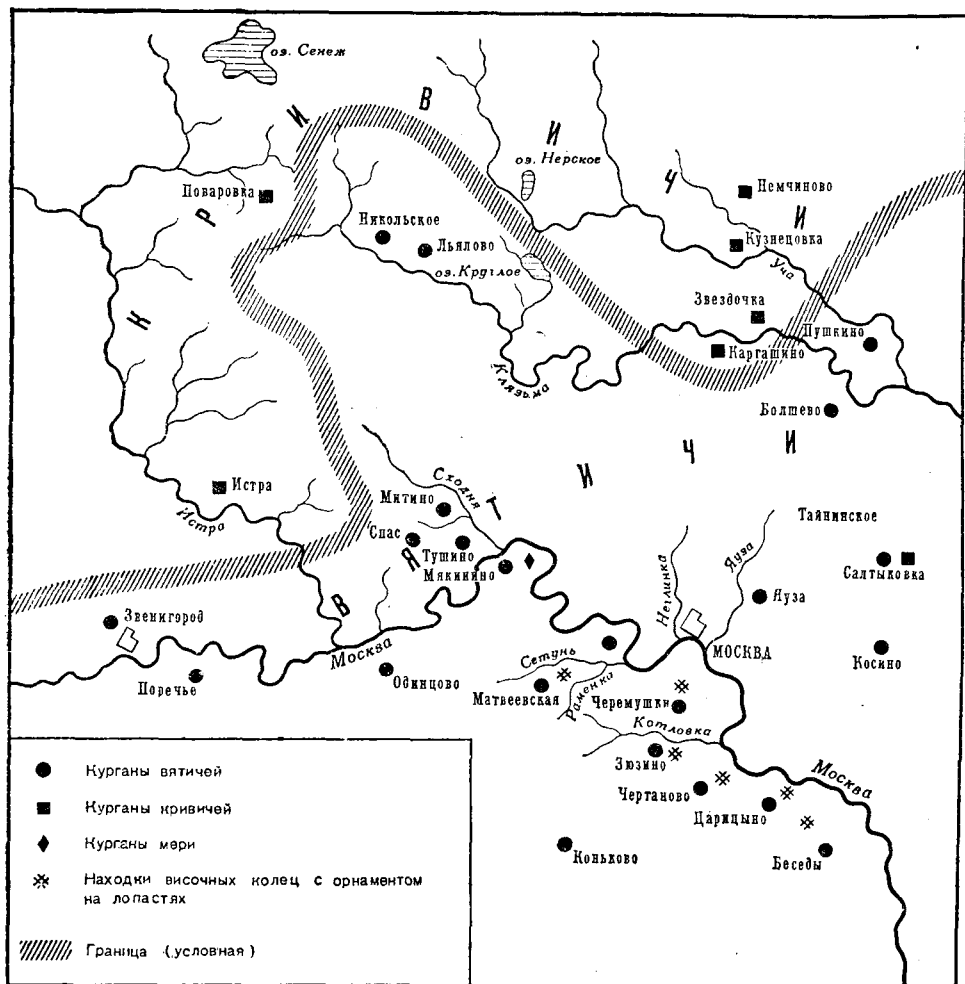 оз. Сенеж
КРИВИЧИ
оз. Нерское
Немчиново
Поваровка
Никольское
Льялово
Кузнецовка
оз. Круглое
Уча
Звездочка
Пушкино
Каргашино
Клязьма
Болшево
ВЯТИЧИ
Истра
Сходня
Митино
Истра
Тайнинское
Спас
Тушино
Мякинино
Неглинка
Яуза
Салтыковка
Яуза
Звенигород
Москва
Сетунь
МОСКВА
Косино
Поречье
Одинцово
Матвеевская
Раменка
Черемушки
Котловка
Зюзино
Москва
Чертаново
Царицыно
Коньково
Беседы
Курганы вятичей
Курганы кривичей
Курганы мери
Находки височных колец с орнаментом
на лопастях
Граница (условная)